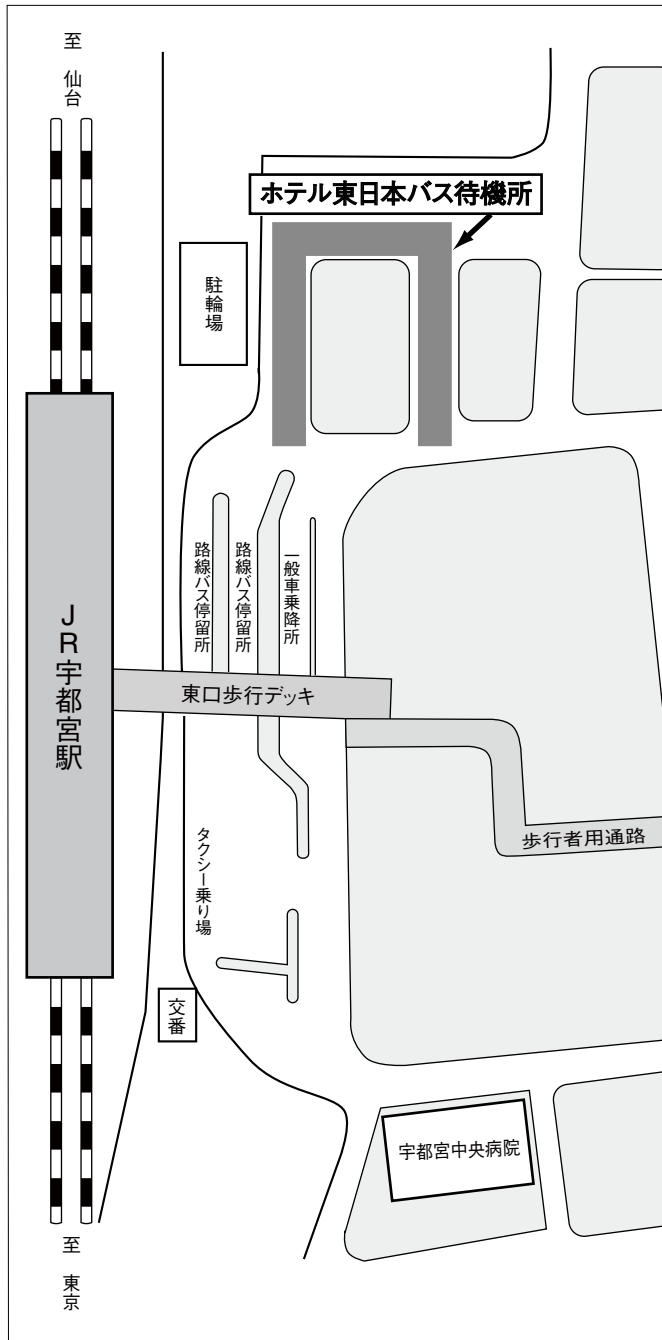 至 仙台
ホテル東日本バス待機所
駐輪場
路線バス停留所
路線バス停留所
一般車乗降所
JR宇都宮駅
東口歩行デッキ
歩行者用通路
タクシー乗り場
交番
宇都宮中央病院
至 東京